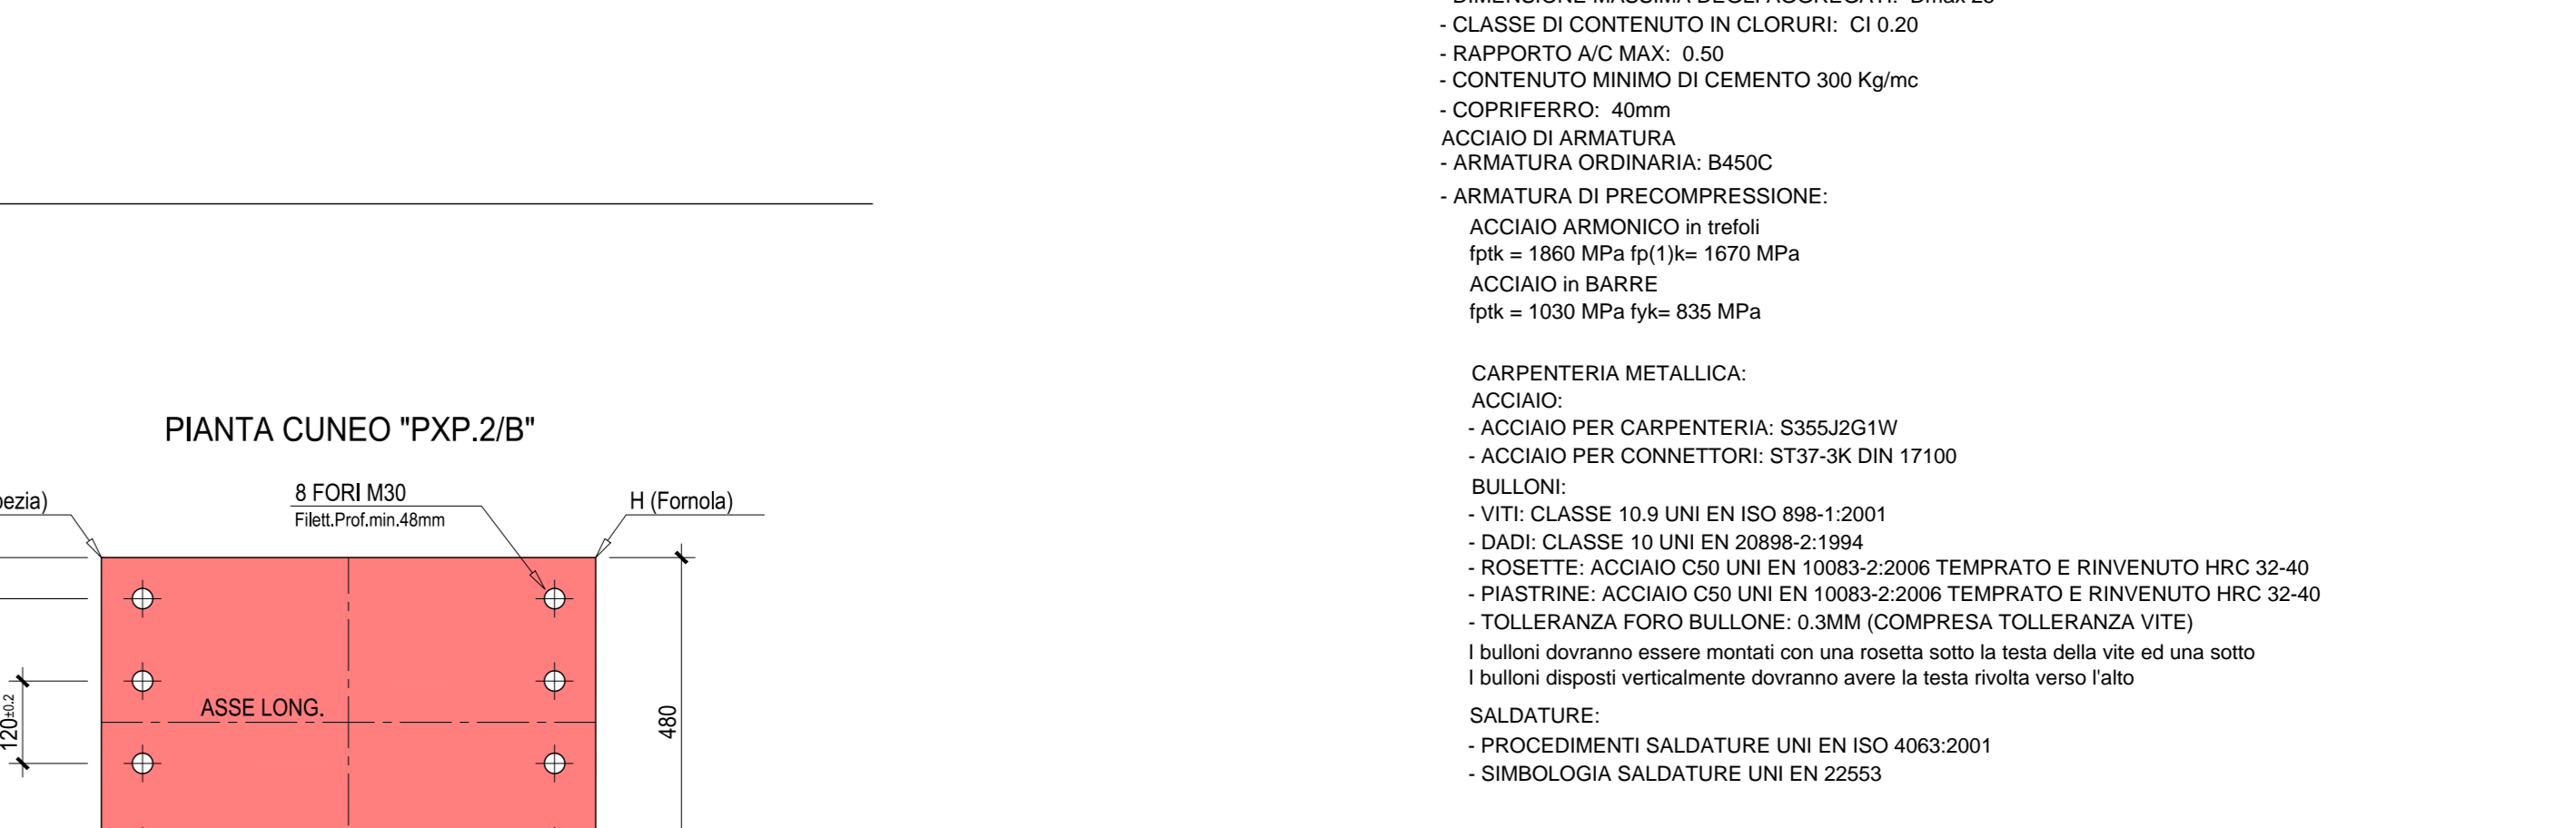 - CLASSE DI CONTENUTO IN CLORURI: CI 0.20
- RAPPORTO A/C MAX: 0.50
- CONTENUTO MINIMO DI CEMENTO 300 Kg/mc
- COPRIFERRO: 40mm
ACCIAIO DI ARMATURA
- ARMATURA ORDINARIA: B450C
- ARMATURA DI PRECOMPRESSIONE:
ACCIAIO ARMONICO in trefoli
fptk = 1860 MPa fp(1)k= 1670 MPa
ACCIAIO in BARRE
fptk = 1030 MPa fyk= 835 MPa
CARPENTERIA METALLICA:
ACCIAIO:
- ACCIAIO PER CARPENTERIA: S355J2G1W
- ACCIAIO PER CONNETTORI: ST37-3K DIN 17100
BULLONI:
- VITI: CLASSE 10.9 UNI EN ISO 898-1:2001
- DADI: CLASSE 10 UNI EN 20898-2:1994
- ROSETTE: ACCIAIO C50 UNI EN 10083-2:2006 TEMPRATO E RINVENUTO HRC 32-40
- PIASTRINE: ACCIAIO C50 UNI EN 10083-2:2006 TEMPRATO E RINVENUTO HRC 32-40
- TOLLERANZA FORO BULLONE: 0.3MM (COMPRESA TOLLERANZA VITE)
I bulloni dovranno essere montati con una rosetta sotto la testa della vite ed una sotto
I bulloni disposti verticalmente dovranno avere la testa rivolta verso l'alto
SALDATURE:
- PROCEDIMENTI SALDATURE UNI EN ISO 4063:2001
- SIMBOLOGIA SALDATURE UNI EN 22553
PIANTA CUNEO "PXP.2/B"
8 FORI M30
Filett.Prof.min.48mm
H (Fornola)
ASSE LONG.
120±0.2
480